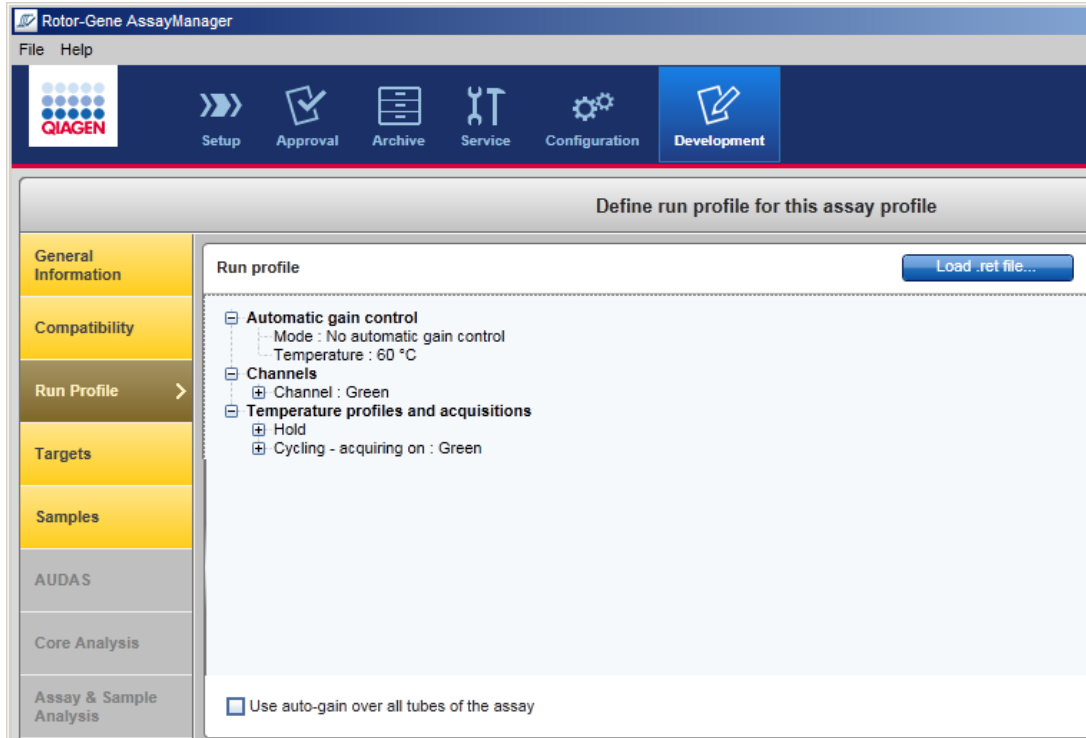 Rotor-Gene AssayManager
File Help
QIAGEN
Setup
Approval
Archive
Service
Configuration
Development
Define run profile for this assay profile
General
Information
Compatibility
Run Profile
Targets
Samples
AUDAS
Core Analysis
Assay & Sample
Analysis
Run profile
Load .ret file...
Automatic gain control
Mode : No automatic gain control
Temperature : 60 °C
Channels
Channel : Green
Temperature profiles and acquisitions
Hold
Cycling - acquiring on : Green
Use auto-gain over all tubes of the assay